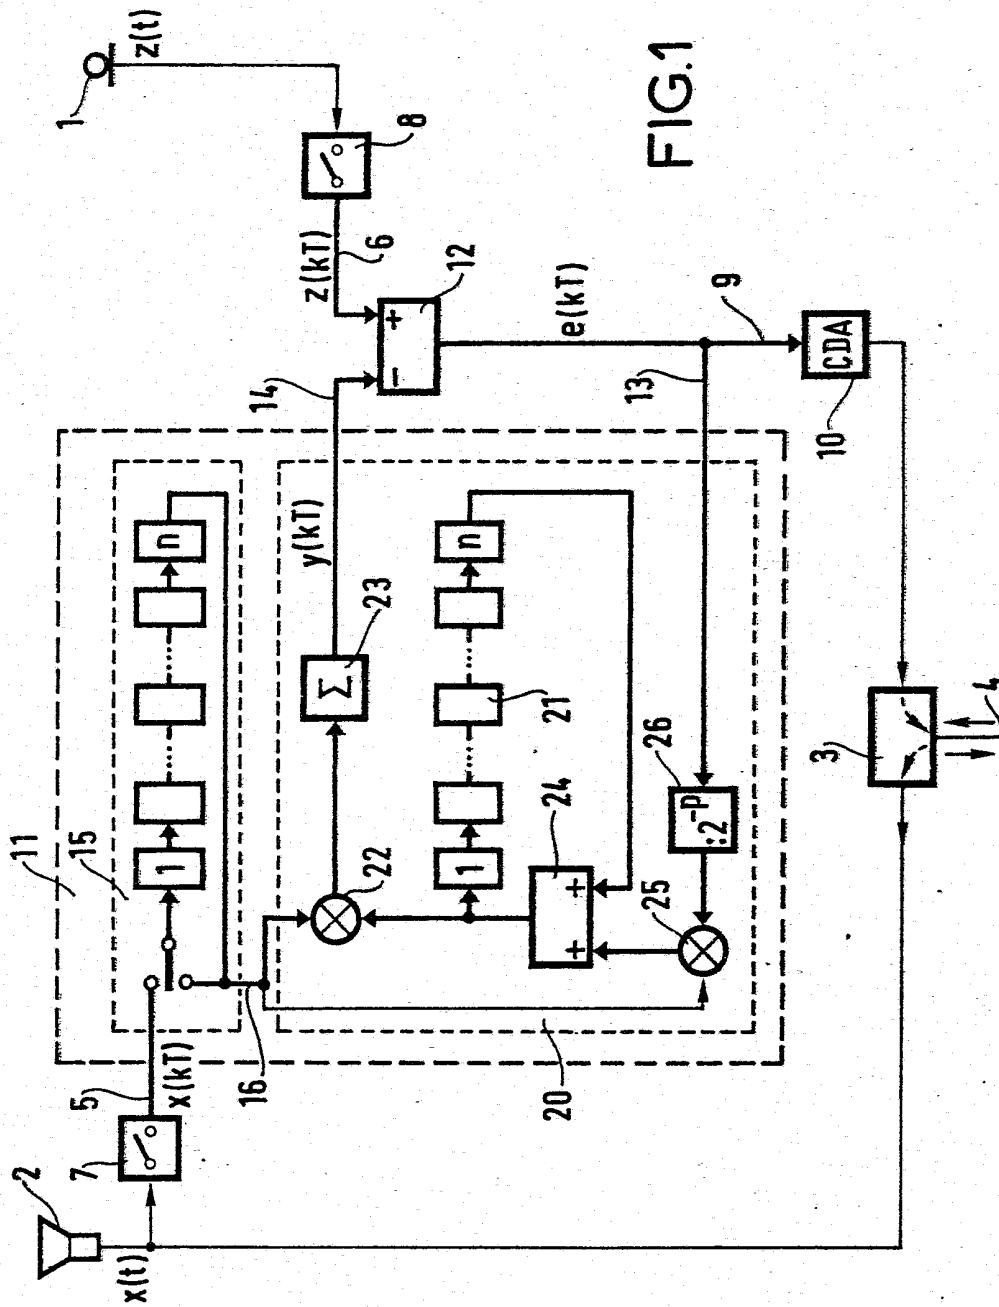 FIG.1
1
z(t)
8
z(kT)
6
12
+
−
14
e(kT)
9
13
CDA
10
11
15
1
n
y(kT)
Σ
23
22
1
21
n
24
+
+
25
26
:2⁻ᵖ
16
20
5
x(kT)
7
2
x(t)
3
4